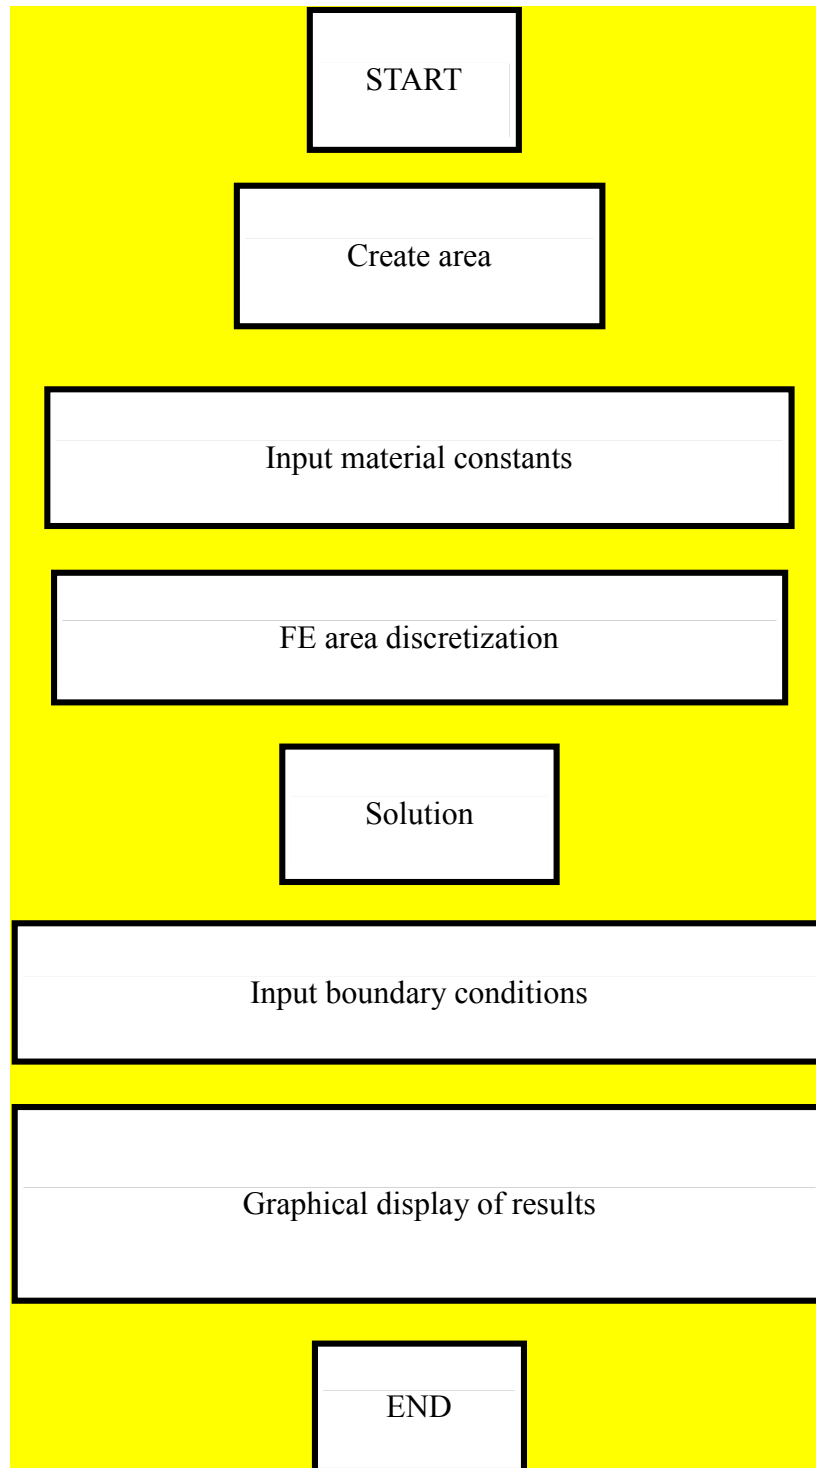 START
Create area
Input material constants
FE area discretization
Solution
Input boundary conditions
Graphical display of results
END